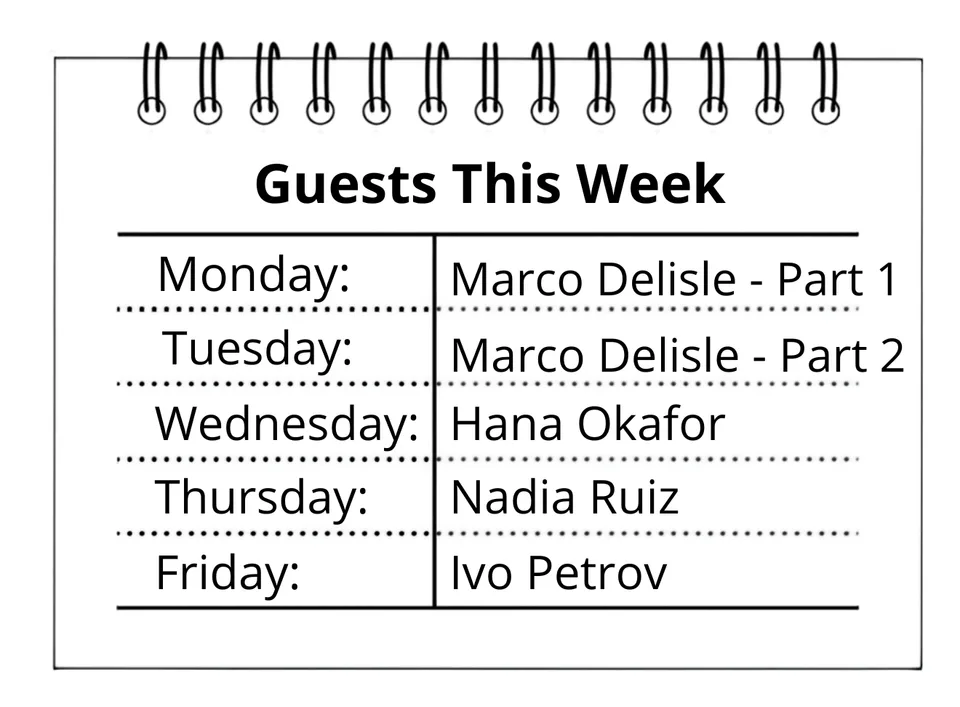 Guests This Week
Monday: Marco Delisle - Part 1
Tuesday: Marco Delisle - Part 2
Wednesday: Hana Okafor
Thursday: Nadia Ruiz
Friday: Ivo Petrov